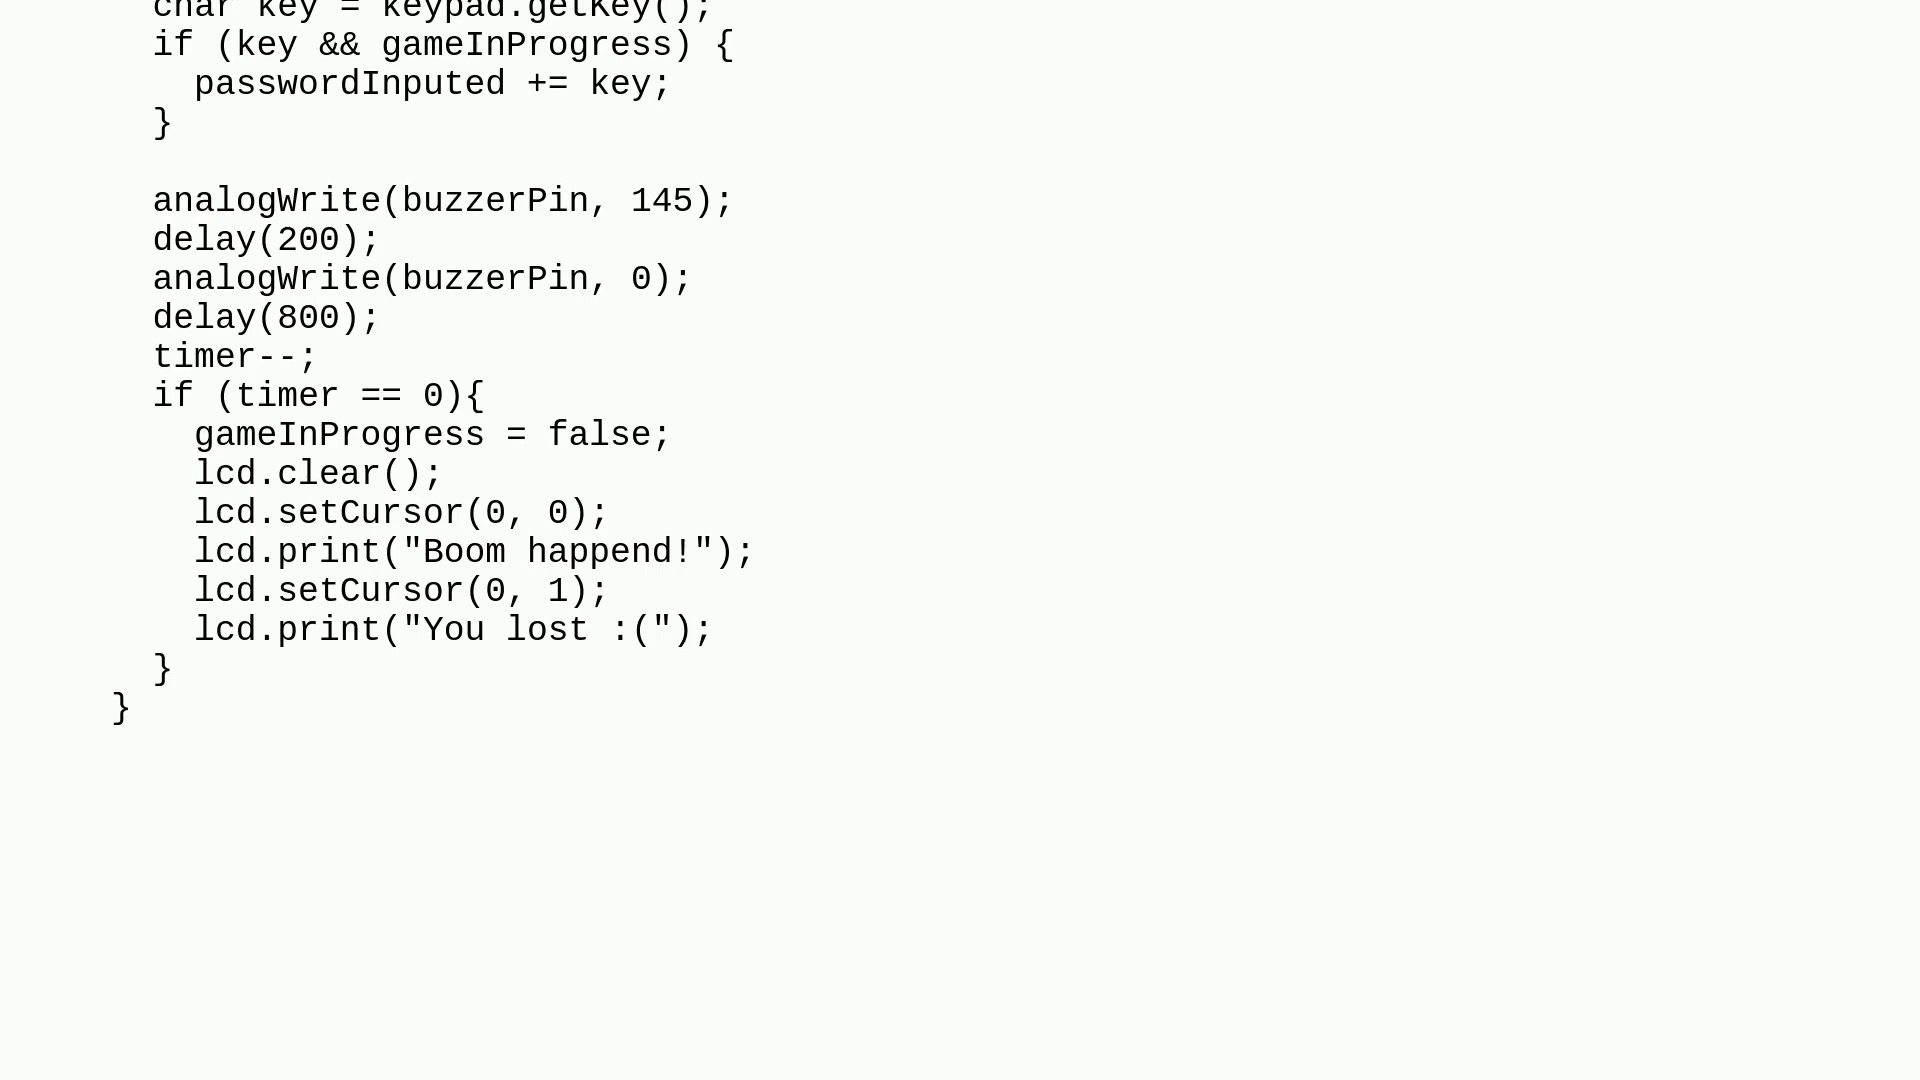 char key = keypad.getKey();
if (key && gameInProgress) {
passwordInputed += key;
}
analogWrite(buzzerPin, 145);
delay(200);
analogWrite(buzzerPin, 0);
delay(800);
timer--;
if (timer == 0){
gameInProgress = false;
lcd.clear();
lcd.setCursor(0, 0);
lcd.print("Boom happend!");
lcd.setCursor(0, 1);
lcd.print("You lost :(");
}
}